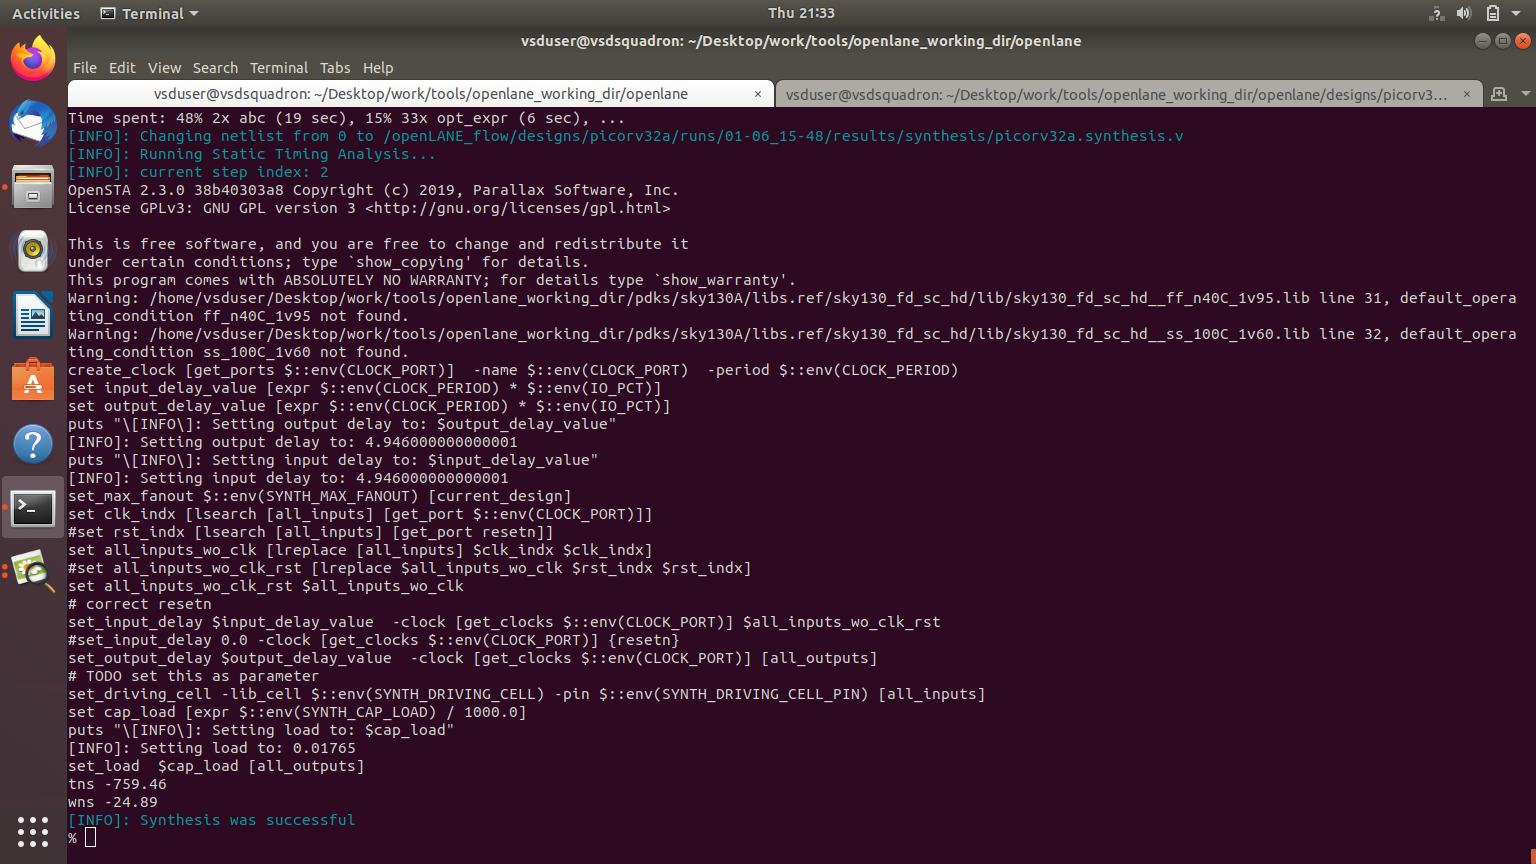 Activities
Terminal
Thu 21:33
vsduser@vsdsquadron: ~/Desktop/work/tools/openlane_working_dir/openlane
File Edit View Search Terminal Tabs Help
vsduser@vsdsquadron: ~/Desktop/work/tools/openlane_working_dir/openlane ×
vsduser@vsdsquadron: ~/Desktop/work/tools/openlane_working_dir/openlane/designs/picorv3... ×
Time spent: 48% 2x abc (19 sec), 15% 33x opt_expr (6 sec), ...
[INFO]: Changing netlist from 0 to /openLANE_flow/designs/picorv32a/runs/01-06_15-48/results/synthesis/picorv32a.synthesis.v
[INFO]: Running Static Timing Analysis...
[INFO]: current step index: 2
OpenSTA 2.3.0 38b40303a8 Copyright (c) 2019, Parallax Software, Inc.
License GPLv3: GNU GPL version 3 <http://gnu.org/licenses/gpl.html>
This is free software, and you are free to change and redistribute it
under certain conditions; type `show_copying' for details.
This program comes with ABSOLUTELY NO WARRANTY; for details type `show_warranty'.
Warning: /home/vsduser/Desktop/work/tools/openlane_working_dir/pdks/sky130A/libs.ref/sky130_fd_sc_hd/lib/sky130_fd_sc_hd__ff_n40C_1v95.lib line 31, default_opera
ting_condition ff_n40C_1v95 not found.
Warning: /home/vsduser/Desktop/work/tools/openlane_working_dir/pdks/sky130A/libs.ref/sky130_fd_sc_hd/lib/sky130_fd_sc_hd__ss_100C_1v60.lib line 32, default_opera
ting_condition ss_100C_1v60 not found.
create_clock [get_ports $::env(CLOCK_PORT)]  -name $::env(CLOCK_PORT)  -period $::env(CLOCK_PERIOD)
set input_delay_value [expr $::env(CLOCK_PERIOD) * $::env(IO_PCT)]
set output_delay_value [expr $::env(CLOCK_PERIOD) * $::env(IO_PCT)]
puts "\[INFO\]: Setting output delay to: $output_delay_value"
[INFO]: Setting output delay to: 4.946000000000001
puts "\[INFO\]: Setting input delay to: $input_delay_value"
[INFO]: Setting input delay to: 4.946000000000001
set_max_fanout $::env(SYNTH_MAX_FANOUT) [current_design]
set clk_indx [lsearch [all_inputs] [get_port $::env(CLOCK_PORT)]]
#set rst_indx [lsearch [all_inputs] [get_port resetn]]
set all_inputs_wo_clk [lreplace [all_inputs] $clk_indx $clk_indx]
#set all_inputs_wo_clk_rst [lreplace $all_inputs_wo_clk $rst_indx $rst_indx]
set all_inputs_wo_clk_rst $all_inputs_wo_clk
# correct resetn
set_input_delay $input_delay_value  -clock [get_clocks $::env(CLOCK_PORT)] $all_inputs_wo_clk_rst
#set_input_delay 0.0 -clock [get_clocks $::env(CLOCK_PORT)] {resetn}
set_output_delay $output_delay_value  -clock [get_clocks $::env(CLOCK_PORT)] [all_outputs]
# TODO set this as parameter
set_driving_cell -lib_cell $::env(SYNTH_DRIVING_CELL) -pin $::env(SYNTH_DRIVING_CELL_PIN) [all_inputs]
set cap_load [expr $::env(SYNTH_CAP_LOAD) / 1000.0]
puts "\[INFO\]: Setting load to: $cap_load"
[INFO]: Setting load to: 0.01765
set_load  $cap_load [all_outputs]
tns -759.46
wns -24.89
[INFO]: Synthesis was successful
%